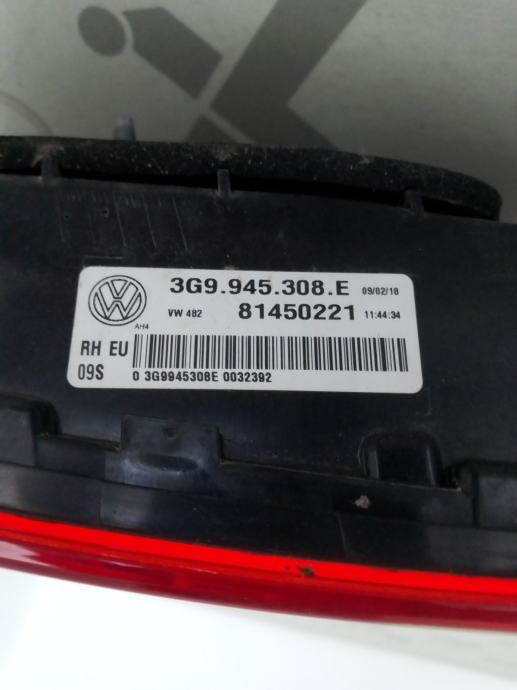 3G9.945.308.E 09/02/18
VW 482 81450221 11:44:34
AH4
RH EU
09S 0 3G9945308E 0032392